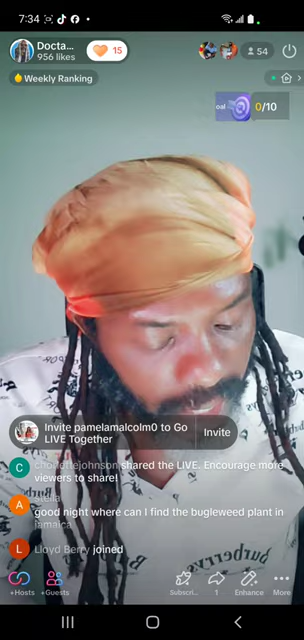 7:34
Docta...
956 likes
15
54
Weekly Ranking
oal
0/10
Invite pamelamalcolm0 to Go
LIVE Together
Invite
C
shared the LIVE. Encourage more
viewers to share!
A
good night where can I find the bugleweed plant in
jamaica
L
Lloyd Berry joined
+Hosts
+Guests
Subscri...
1
Enhance
More